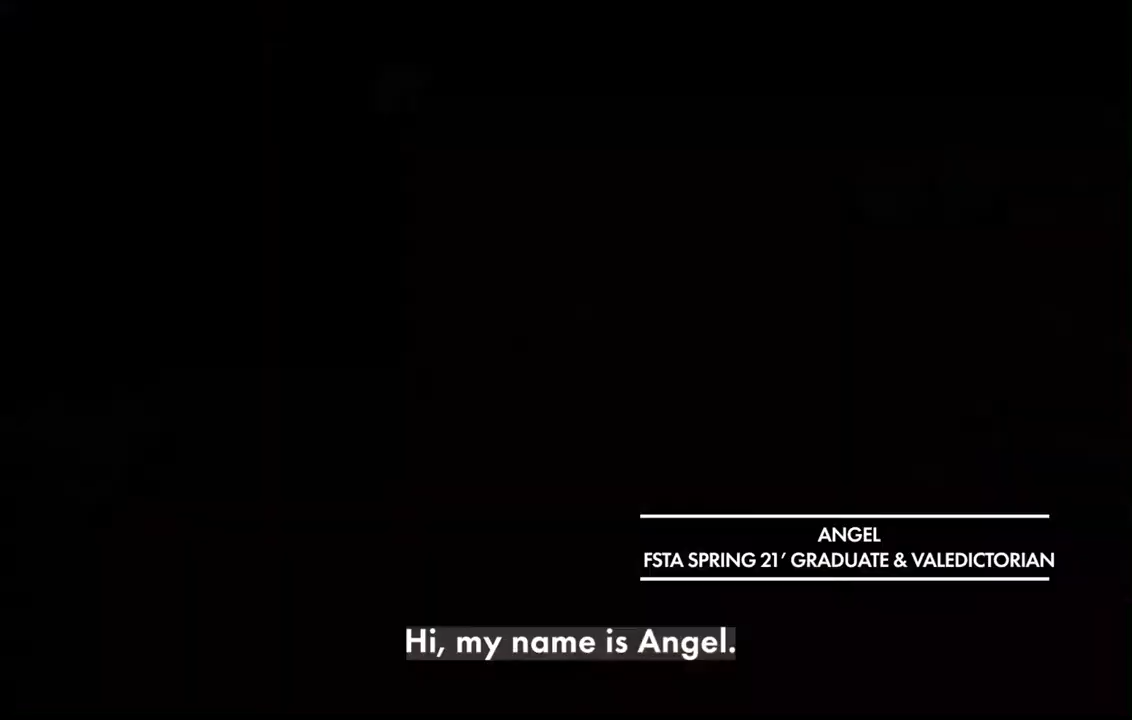 ANGEL
FSTA SPRING 21’ GRADUATE & VALEDICTORIAN
Hi, my name is Angel.